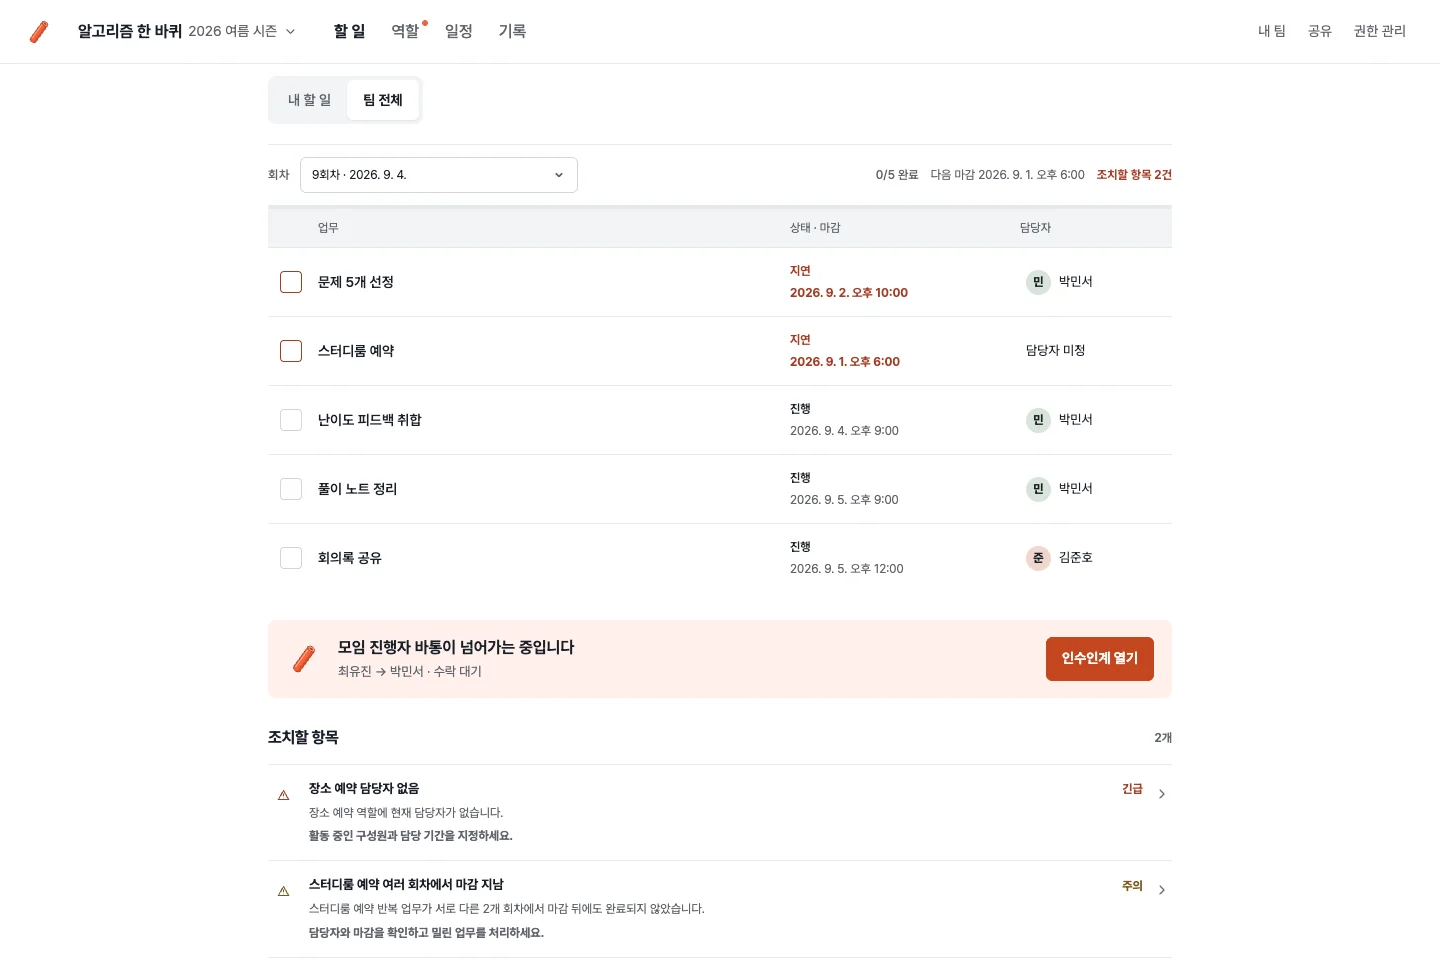 알고리즘 한 바퀴 2026 여름 시즌 할 일 역할 일정 기록 내 팀 공유 권한 관리
내 할 일 팀 전체
회차 9회차 · 2026. 9. 4. 0/5 완료 다음 마감 2026. 9. 1. 오후 6:00 조치할 항목 2건
업무 상태 · 마감 담당자
지연
문제 5개 선정 민 박민서
2026. 9. 2. 오후 10:00
지연
스터디룸 예약 담당자 미정
2026. 9. 1. 오후 6:00
진행
난이도 피드백 취합 민 박민서
2026. 9. 4. 오후 9:00
진행
풀이 노트 정리 민 박민서
2026. 9. 5. 오후 9:00
진행
회의록 공유 준 김준호
2026. 9. 5. 오후 12:00
모임 진행자 바통이 넘어가는 중입니다
최유진 → 박민서 · 수락 대기
인수인계 열기
조치할 항목 2개
장소 예약 담당자 없음 긴급
장소 예약 역할에 현재 담당자가 없습니다.
활동 중인 구성원과 담당 기간을 지정하세요.
스터디룸 예약 여러 회차에서 마감 지남 주의
스터디룸 예약 반복 업무가 서로 다른 2개 회차에서 마감 뒤에도 완료되지 않았습니다.
담당자와 마감을 확인하고 밀린 업무를 처리하세요.